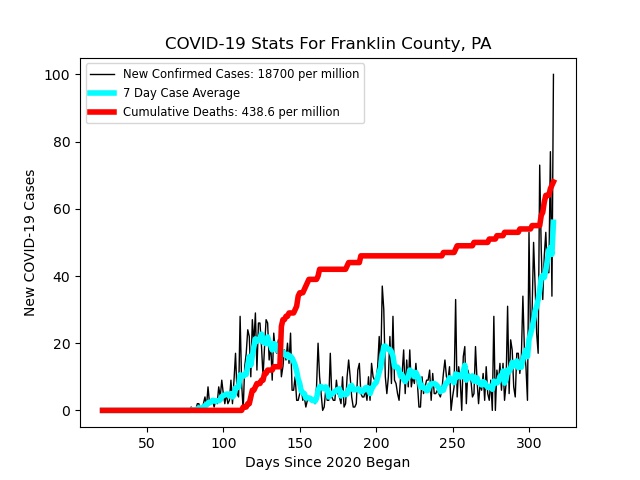 COVID-19 Stats For Franklin County, PA
New Confirmed Cases: 18700 per million
7 Day Case Average
Cumulative Deaths: 438.6 per million
New COVID-19 Cases
100
80
60
40
20
0
50 100 150 200 250 300
Days Since 2020 Began